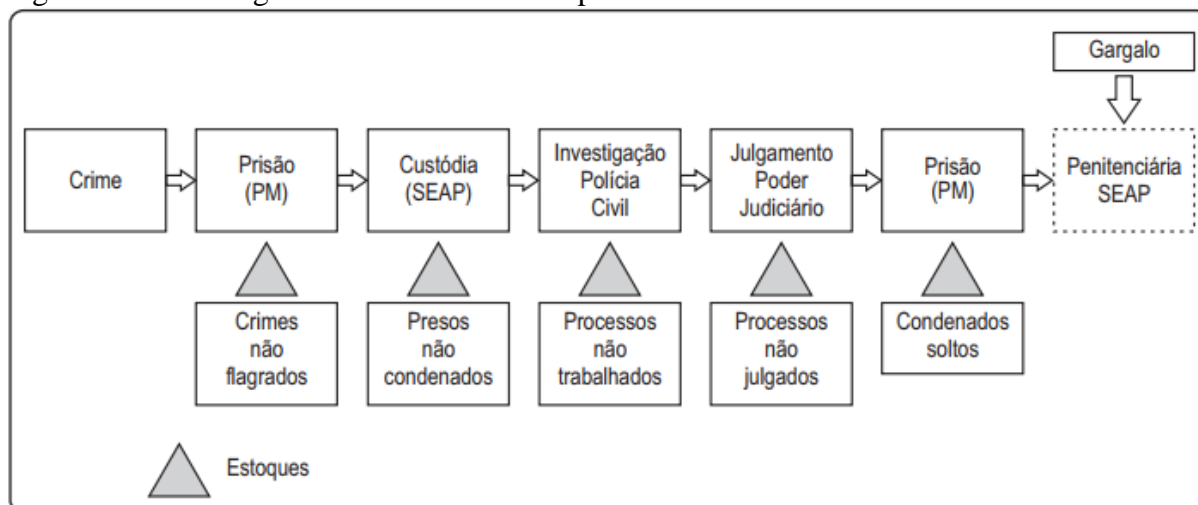 Gargalo
Crime
Prisão
(PM)
Custódia
(SEAP)
Investigação
Polícia
Civil
Julgamento
Poder
Judiciário
Prisão
(PM)
Penitenciária
SEAP
Crimes
não
flagrados
Presos
não
condenados
Processos
não
trabalhados
Processos
não
julgados
Condenados
soltos
Estoques